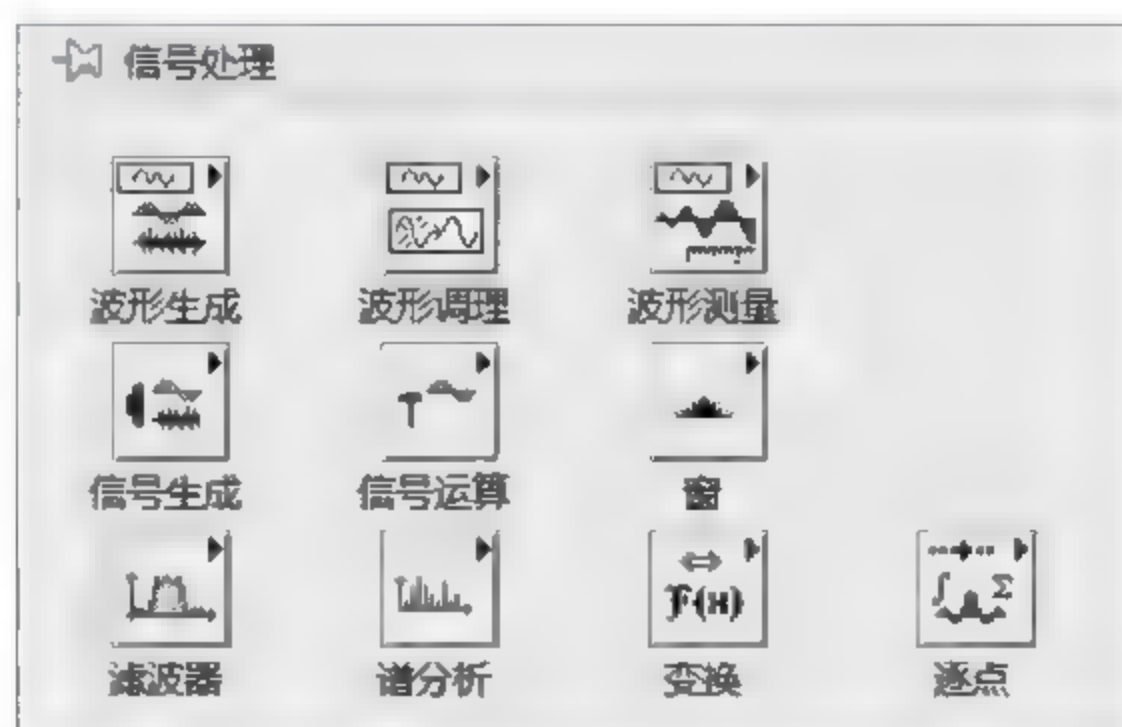 信号处理
波形生成 波形调理 波形测量
信号生成 信号运算 窗
F(H)
滤波器 谱分析 变换 逐点